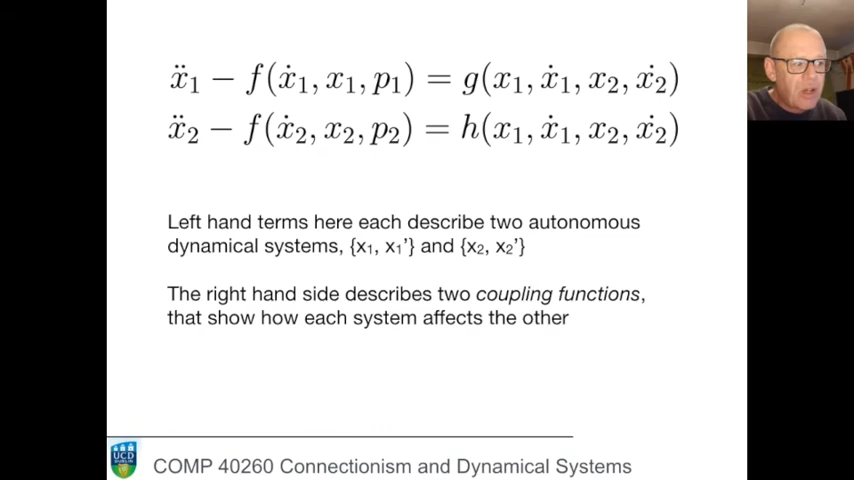 ẍ₁ − f(ẋ₁, x₁, p₁) = g(x₁, ẋ₁, x₂, ẋ₂)
ẍ₂ − f(ẋ₂, x₂, p₂) = h(x₁, ẋ₁, x₂, ẋ₂)
Left hand terms here each describe two autonomous
dynamical systems, {x₁, x₁’} and {x₂, x₂’}
The right hand side describes two coupling functions,
that show how each system affects the other
UCD
DUBLIN
COMP 40260 Connectionism and Dynamical Systems